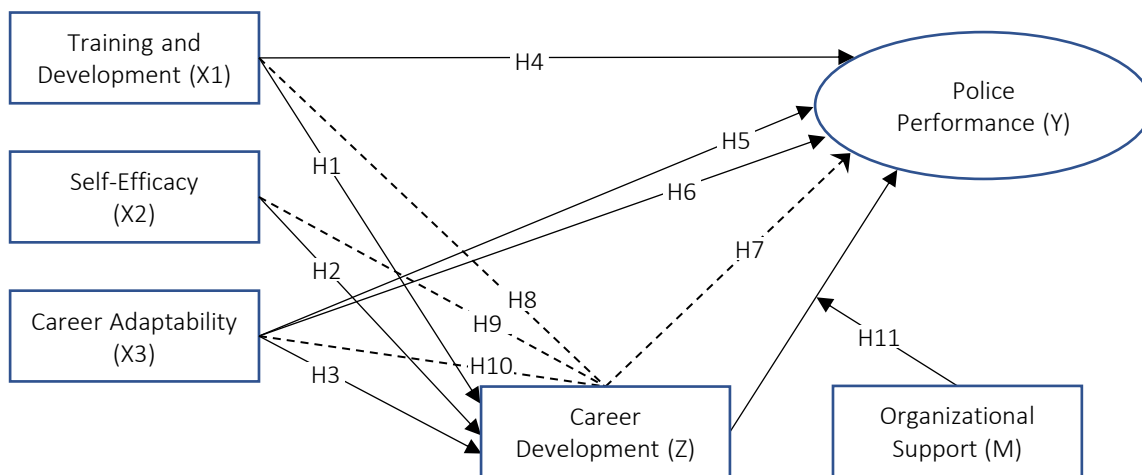 Training and
Development (X1)
H4
Police
Performance (Y)
H5
H1
H6
Self-Efficacy
(X2)
H7
H2
H8
H9
Career Adaptability
(X3)
H11
H10
H3
Career
Development (Z)
Organizational
Support (M)